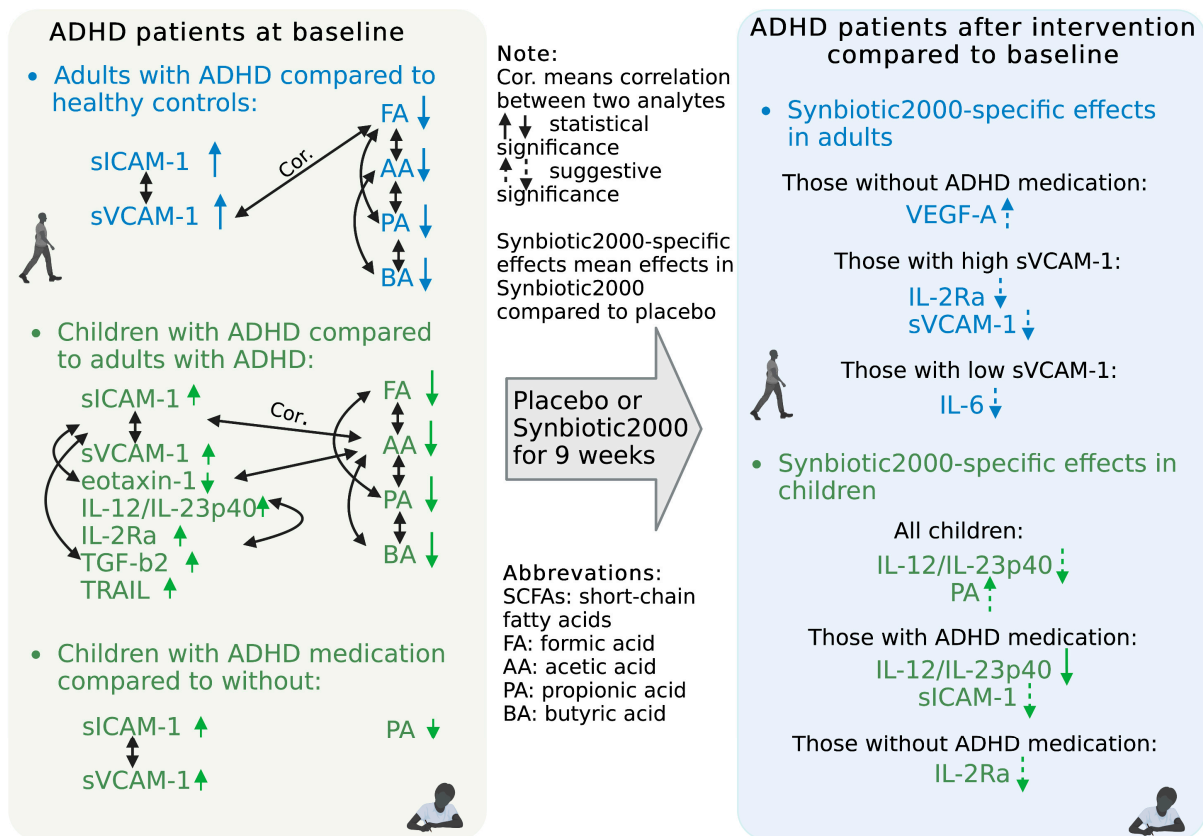 ADHD patients at baseline
• Adults with ADHD compared to
healthy controls:
sICAM-1
sVCAM-1
Cor.
FA
AA
PA
BA
• Children with ADHD compared
to adults with ADHD:
sICAM-1
sVCAM-1
eotaxin-1
IL-12/IL-23p40
IL-2Ra
TGF-b2
TRAIL
Cor.
FA
AA
PA
BA
• Children with ADHD medication
compared to without:
sICAM-1
sVCAM-1
PA
Note:
Cor. means correlation
between two analytes
statistical
significance
suggestive
significance
Synbiotic2000-specific
effects mean effects in
Synbiotic2000
compared to placebo
Placebo or
Synbiotic2000
for 9 weeks
Abbrevations:
SCFAs: short-chain
fatty acids
FA: formic acid
AA: acetic acid
PA: propionic acid
BA: butyric acid
ADHD patients after intervention
compared to baseline
• Synbiotic2000-specific effects
in adults
Those without ADHD medication:
VEGF-A
Those with high sVCAM-1:
IL-2Ra
sVCAM-1
Those with low sVCAM-1:
IL-6
• Synbiotic2000-specific effects in
children
All children:
IL-12/IL-23p40
PA
Those with ADHD medication:
IL-12/IL-23p40
sICAM-1
Those without ADHD medication:
IL-2Ra